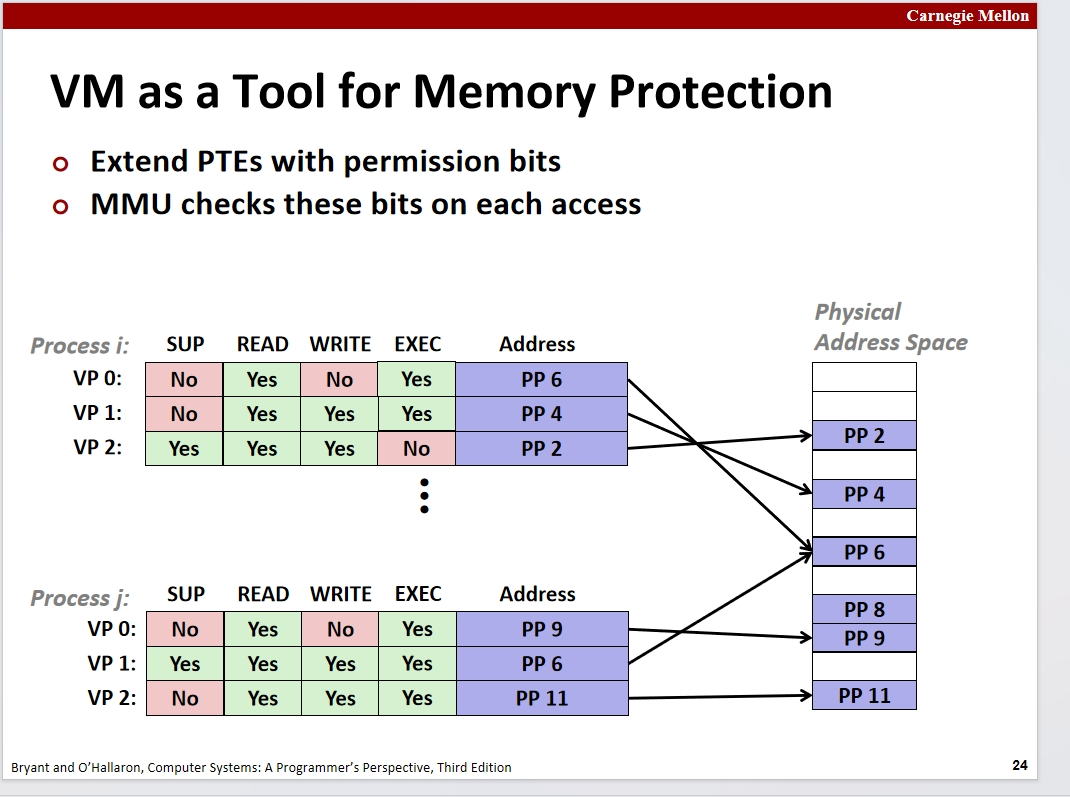 Carnegie Mellon
VM as a Tool for Memory Protection
Extend PTEs with permission bits
MMU checks these bits on each access
Physical
Address Space
Process i: SUP READ WRITE EXEC Address
VP 0: No Yes No Yes PP 6
VP 1: No Yes Yes Yes PP 4
VP 2: Yes Yes Yes No PP 2
Process j: SUP READ WRITE EXEC Address
VP 0: No Yes No Yes PP 9
VP 1: Yes Yes Yes Yes PP 6
VP 2: No Yes Yes Yes PP 11
PP 2
PP 4
PP 6
PP 8
PP 9
PP 11
Bryant and O’Hallaron, Computer Systems: A Programmer’s Perspective, Third Edition
24